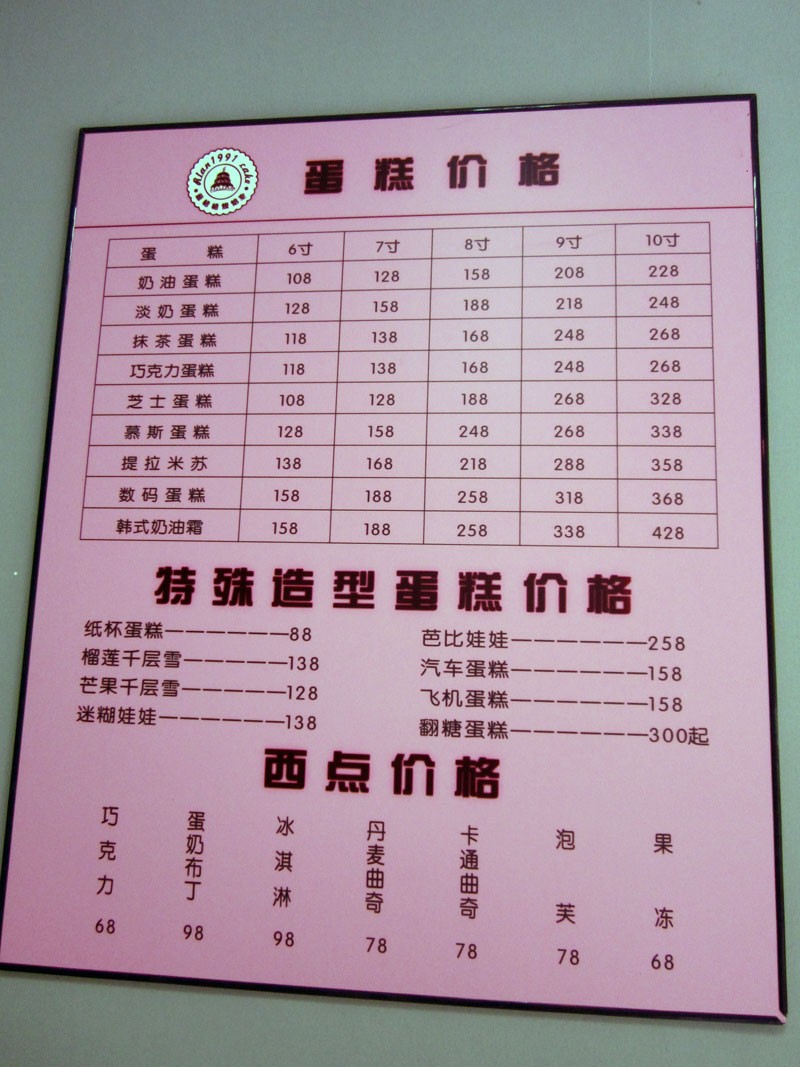 Alan1991 cake
蛋糕价格
蛋糕 6寸 7寸 8寸 9寸 10寸
奶油蛋糕 108 128 158 208 228
淡奶蛋糕 128 158 188 218 248
抹茶蛋糕 118 138 168 248 268
巧克力蛋糕 118 138 168 248 268
芝士蛋糕 108 128 188 268 328
慕斯蛋糕 128 158 248 268 338
提拉米苏 138 168 218 288 358
数码蛋糕 158 188 258 318 368
韩式奶油霜 158 188 258 338 428
特殊造型蛋糕价格
纸杯蛋糕———————88
榴莲千层雪——————138
芒果千层雪——————128
迷糊娃娃———————138
芭比娃娃———————258
汽车蛋糕———————158
飞机蛋糕———————158
翻糖蛋糕———————300起
西点价格
巧克力 68
蛋奶布丁 98
冰淇淋 98
丹麦曲奇 78
卡通曲奇 78
泡芙 78
果冻 68